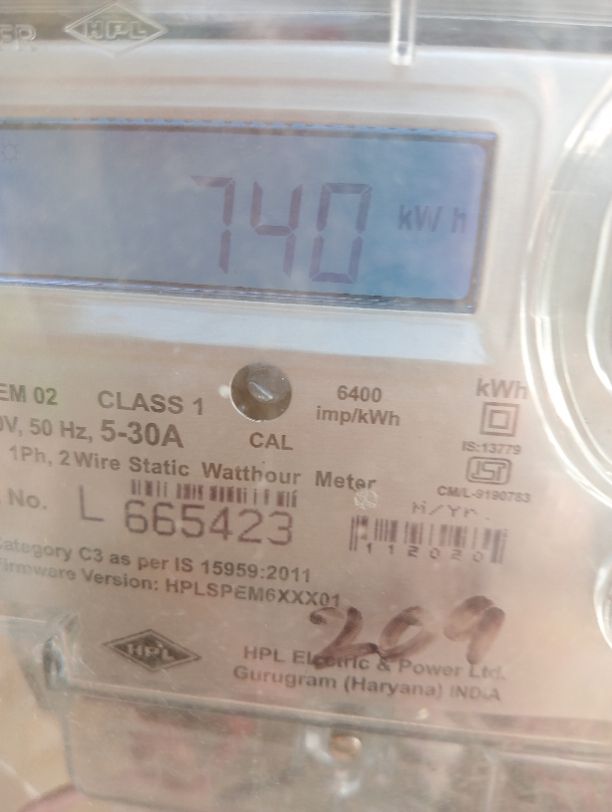 HPL
740 kWh
EM 02 CLASS 1
6400
imp/kWh
kWh
0V, 50 Hz, 5-30A
CAL
IS:13779
1Ph, 2 Wire Static Watthour Meter
ISI
CM/L-9190783
No. L 665423
M/Yr.
112020
Category C3 as per IS 15959:2011
Firmware Version: HPLSPEM6XXX01
209
HPL
HPL Electric & Power Ltd.
Gurugram (Haryana) INDIA